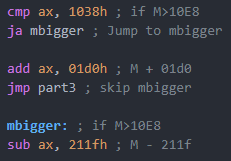 cmp ax, 1038h ; if M>10E8
ja mbigger ; Jump to mbigger
add ax, 01d0h ; M + 01d0
jmp part3 ; skip mbigger
mbigger: ; if M>10E8
sub ax, 211fh ; M - 211f